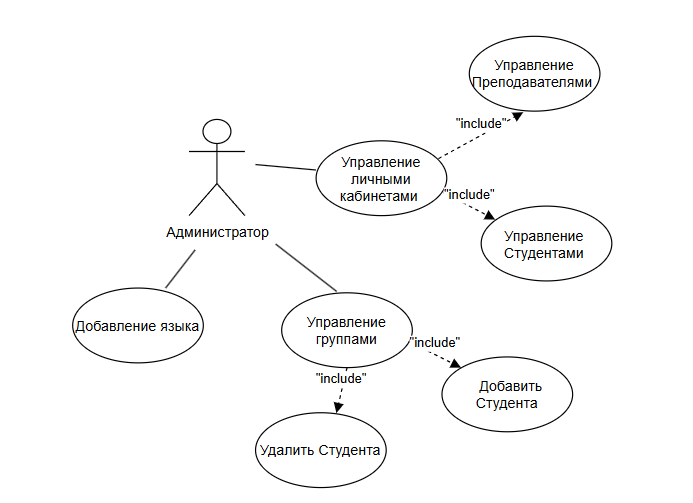 Управление
Преподавателями
"include"
Управление
личными
кабинетами
"include"
Администратор
Управление
Студентами
Добавление языка
Управление
группами
"include"
"include"
Добавить
Студента
Удалить Студента